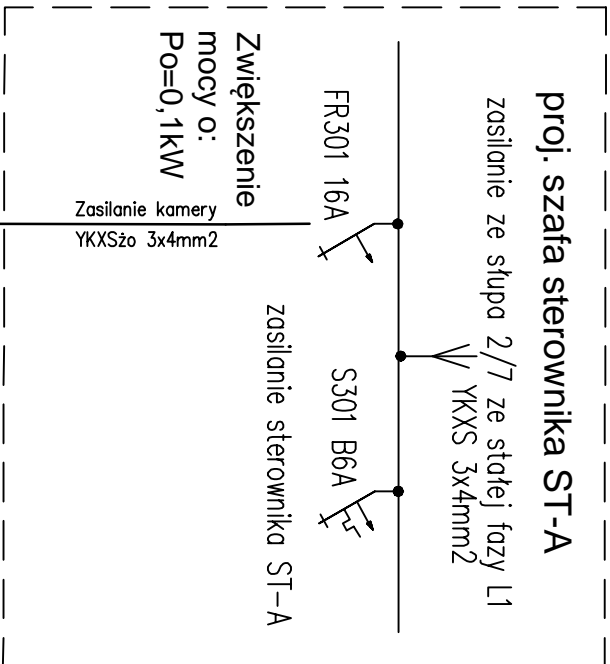 proj. szafa sterownika ST-A
zasilanie ze słupa 2/7 ze stałej fazy L1
YKXS 3x4mm2
FR301 16A
S301 B6A
zasilanie sterownika ST-A
Zwiększenie
mocy o:
Po=0,1kW
Zasilanie kamery
YKXSżo 3x4mm2